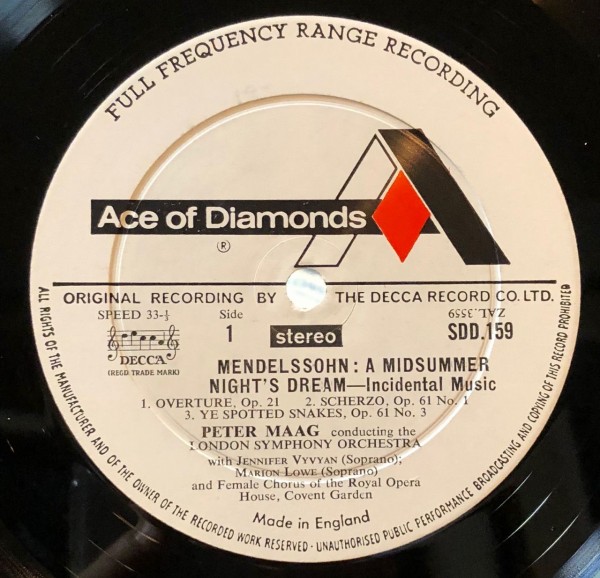 FULL FREQUENCY RANGE RECORDING
Ace of Diamonds
®
ORIGINAL RECORDING BY THE DECCA RECORD CO. LTD.
SPEED 33-⅓
Side
1
stereo
ZAL.3559
SDD.159
DECCA
(REGD. TRADE MARK)
MENDELSSOHN: A MIDSUMMER
NIGHT'S DREAM—Incidental Music
1. OVERTURE, Op. 21 2. SCHERZO, Op. 61 No. 1
3. YE SPOTTED SNAKES, Op. 61 No. 3
PETER MAAG conducting the
LONDON SYMPHONY ORCHESTRA
with JENNIFER VYVYAN (Soprano);
MARION LOWE (Soprano)
and Female Chorus of the Royal Opera
House, Covent Garden
Made in England
ALL RIGHTS OF THE MANUFACTURER AND OF THE OWNER OF THE RECORDED WORK RESERVED · UNAUTHORISED PUBLIC PERFORMANCE BROADCASTING AND COPYING OF THIS RECORD PROHIBITED